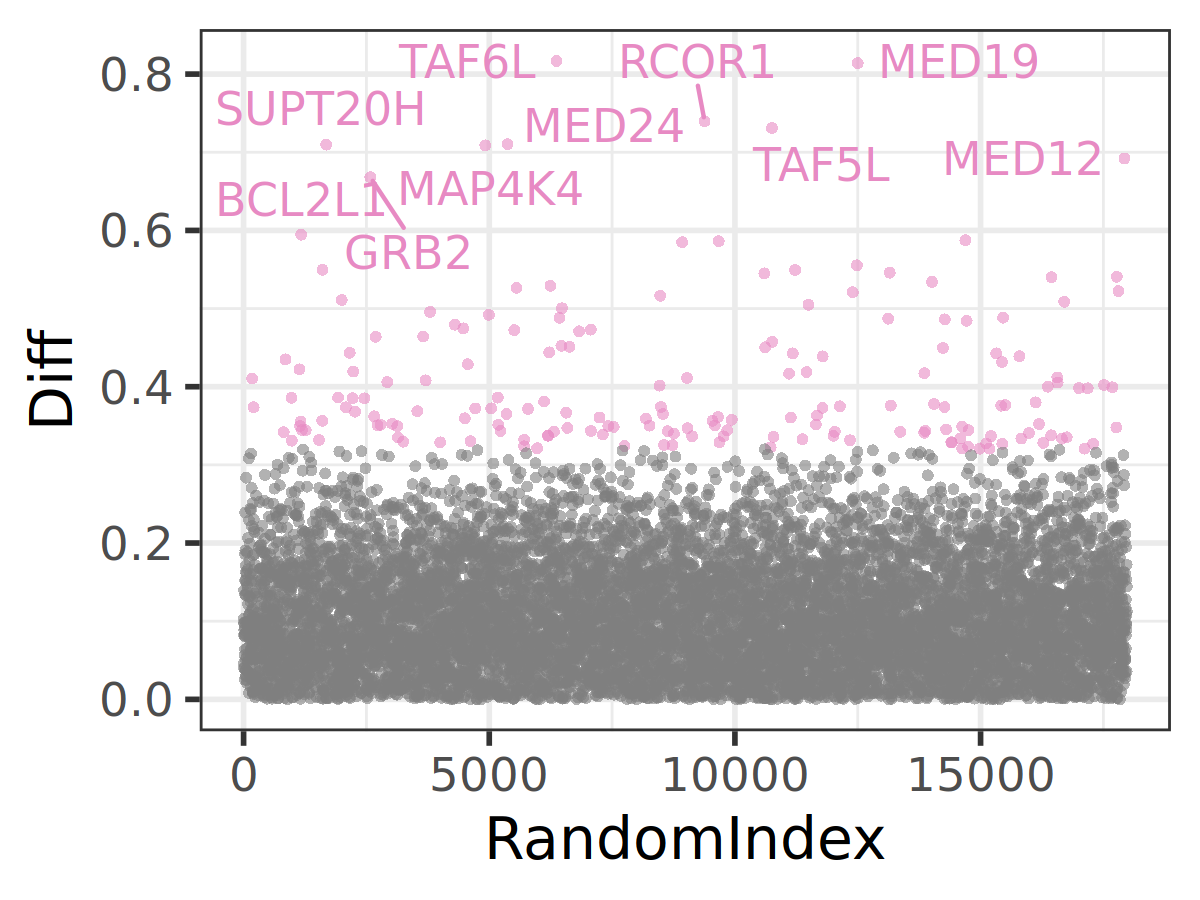 0.8
0.6
0.4
0.2
0.0
Diff
TAF6L
RCOR1
MED19
SUPT20H
MED24
TAF5L
MED12
BCL2L1
MAP4K4
GRB2
0
5000
10000
15000
RandomIndex